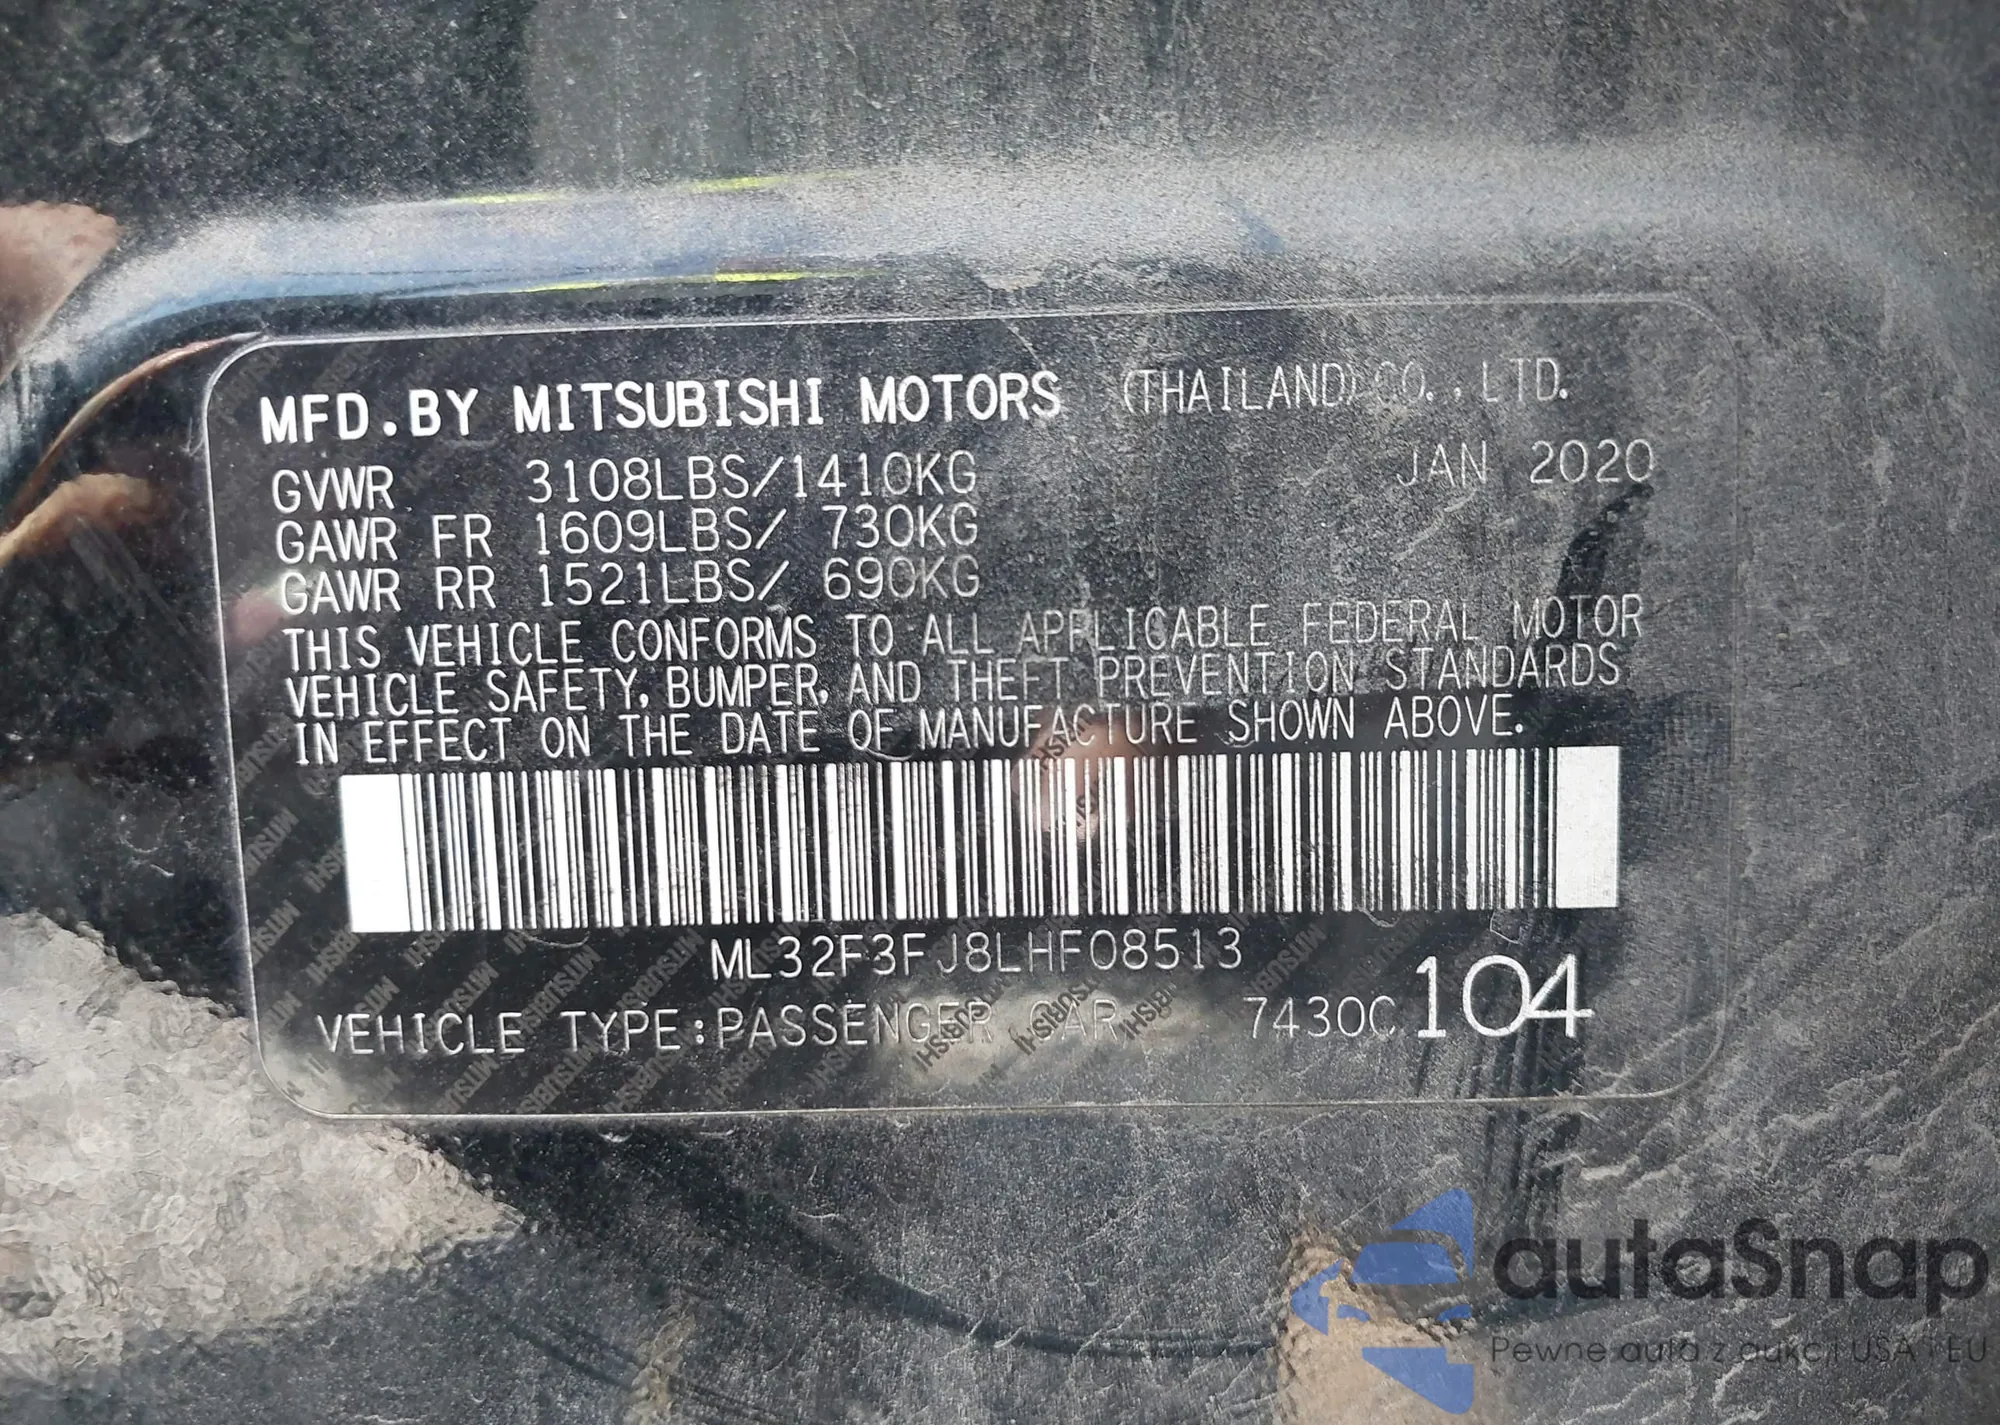 MFD.BY MITSUBISHI MOTORS (THAILAND) CO.,LTD.
JAN 2020
GVWR 3108LBS/1410KG
GAWR FR 1609LBS/ 730KG
GAWR RR 1521LBS/ 690KG
THIS VEHICLE CONFORMS TO ALL APPLICABLE FEDERAL MOTOR
VEHICLE SAFETY, BUMPER, AND THEFT PREVENTION STANDARDS
IN EFFECT ON THE DATE OF MANUFACTURE SHOWN ABOVE.
ML32F3FJ8LHF08513
VEHICLE TYPE:PASSENGER CAR 7430C 104
autaSnap
Pewne auta z aukcji USA i EU